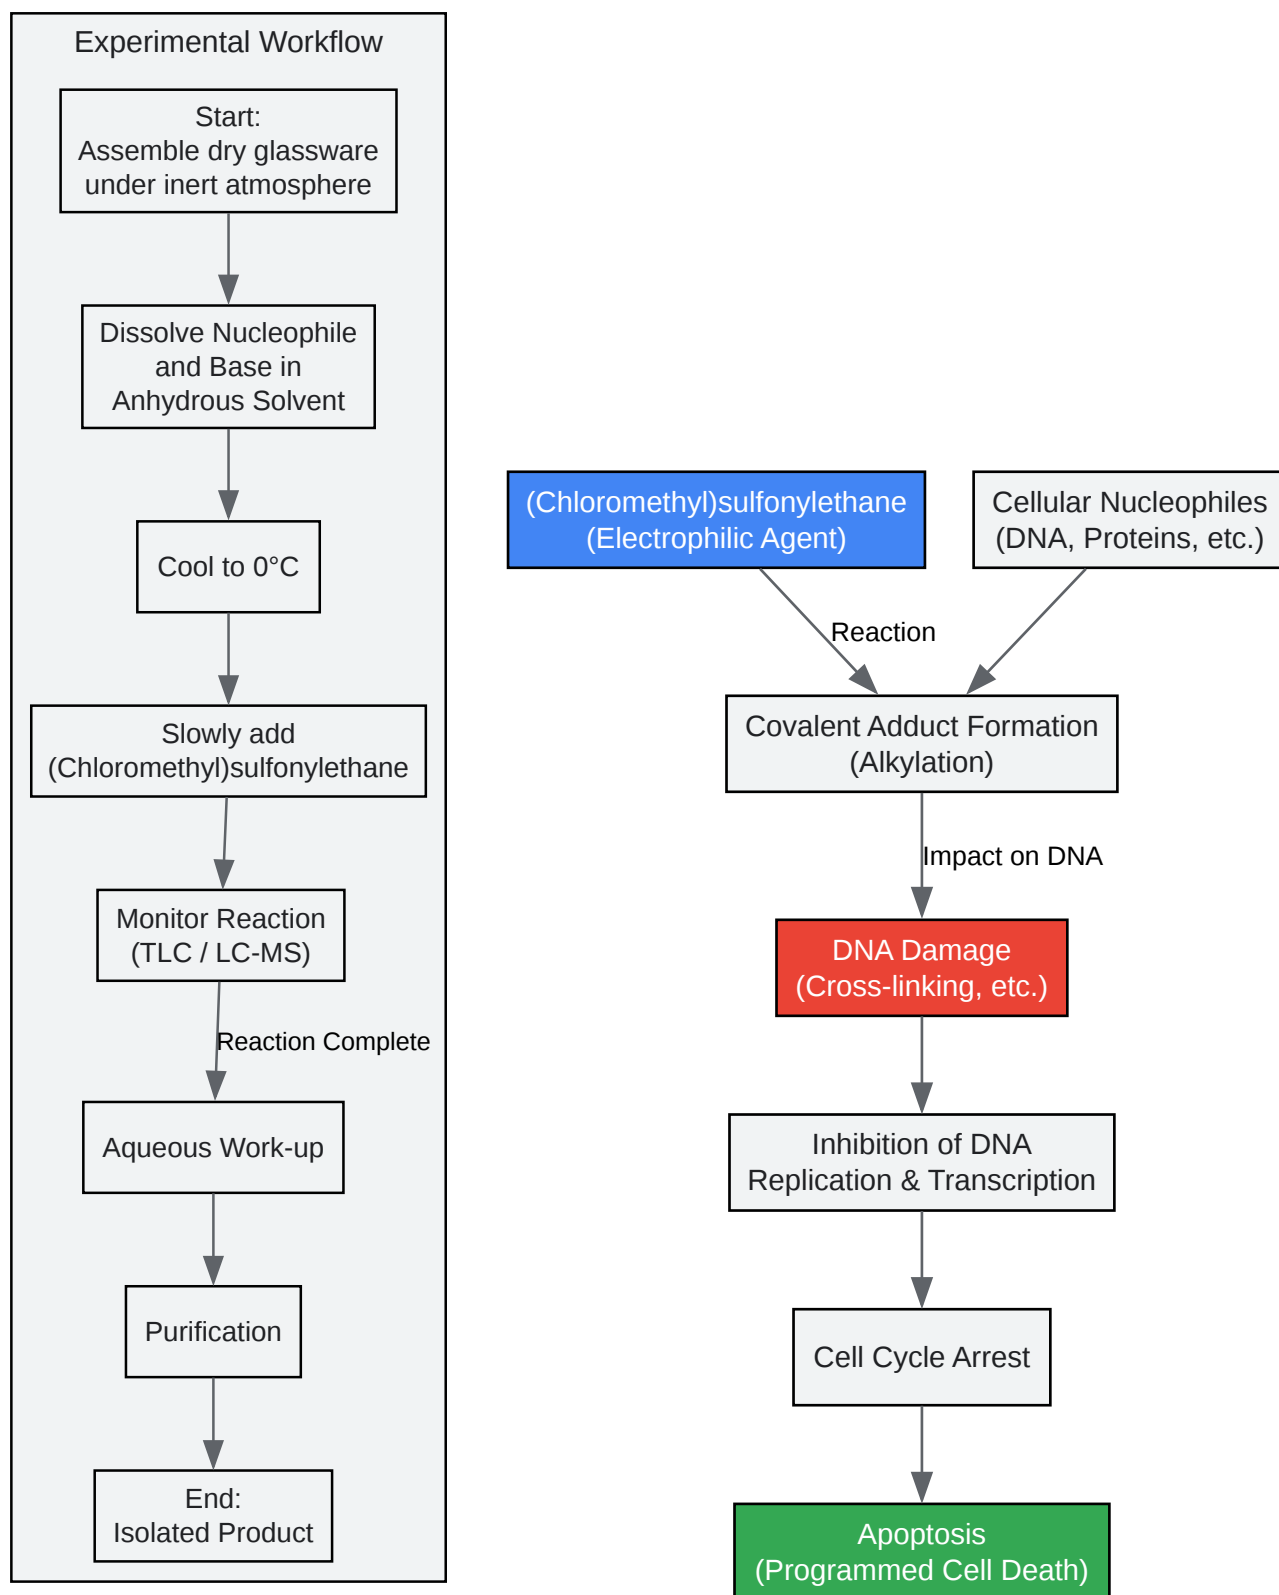 Experimental Workflow
Start:
Assemble dry glassware
under inert atmosphere
Dissolve Nucleophile
and Base in
Anhydrous Solvent
Cool to 0°C
Slowly add
(Chloromethyl)sulfonylethane
Monitor Reaction
(TLC / LC-MS)
Reaction Complete
Aqueous Work-up
Purification
End:
Isolated Product
(Chloromethyl)sulfonylethane
(Electrophilic Agent)
Cellular Nucleophiles
(DNA, Proteins, etc.)
Reaction
Covalent Adduct Formation
(Alkylation)
Impact on DNA
DNA Damage
(Cross-linking, etc.)
Inhibition of DNA
Replication & Transcription
Cell Cycle Arrest
Apoptosis
(Programmed Cell Death)